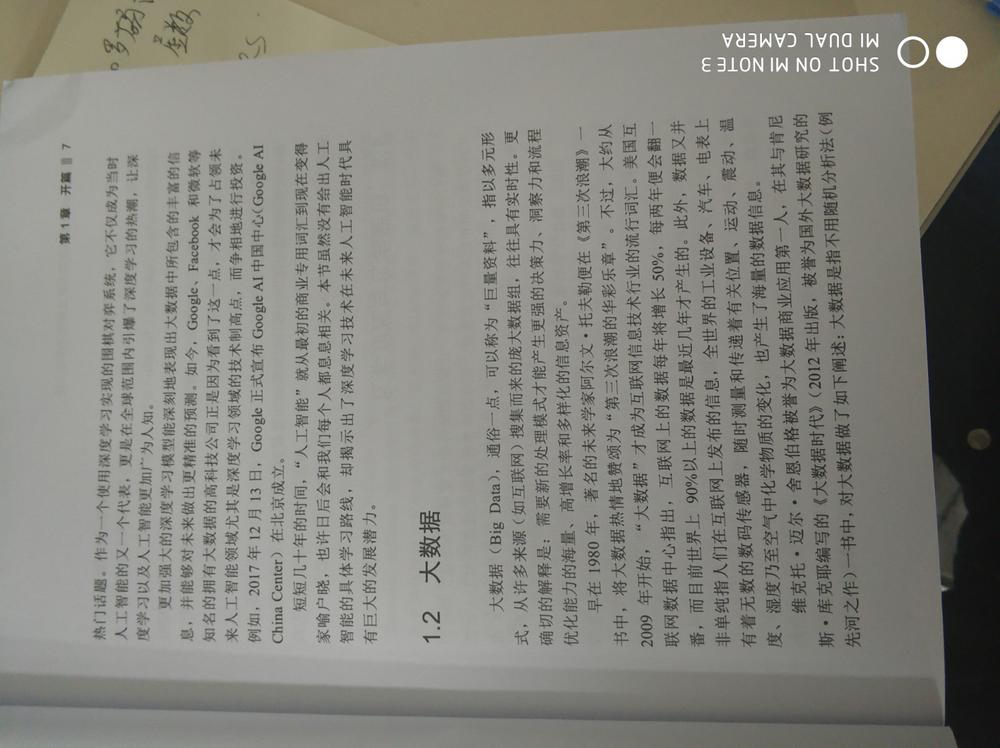 第1章 开篇 7
热门话题。作为一个使用深度学习实现的围棋对弈系统，它不仅成为当时
人工智能的又一个代表，更是在全球范围内引爆了深度学习的热潮，让深
度学习以及人工智能更加广为人知。
更加强大的深度学习模型能深刻地表现出大数据中所包含的丰富的信
息，并能够对未来做出更精准的预测。如今，Google、Facebook 和微软等
知名的拥有大数据的高科技公司正是因为看到了这一点，才会为了占领未
来人工智能领域尤其是深度学习领域的技术制高点，而争相地进行投资。
例如，2017 年 12 月 13 日，Google 正式宣布 Google AI 中国中心（Google AI
China Center）在北京成立。
短短几十年的时间，“人工智能”就从最初的商业专用词汇到现在变得
家喻户晓，也许日后会和我们每个人都息息相关。本节虽然没有给出人工
智能的具体学习路线，却揭示出了深度学习技术在未来人工智能时代具
有巨大的发展潜力。
1.2 大数据
大数据（Big Data），通俗一点，可以称为“巨量资料”，指以多元形
式，从许多来源（如互联网）搜集而来的庞大数据组，往往具有实时性。更
确切的解释是：需要新的处理模式才能产生更强的决策力、洞察力和流程
优化能力的海量、高增长率和多样化的信息资产。
早在 1980 年，著名的未来学家阿尔文·托夫勒便在《第三次浪潮》一
书中，将大数据热情地赞颂为“第三次浪潮的华彩乐章”。不过，大约从
2009 年开始，“大数据”才成为互联网信息技术行业的流行词汇。美国互
联网数据中心指出，互联网上的数据每年将增长 50%，每两年便会翻一
番，而目前世界上 90%以上的数据是最近几年才产生的。此外，数据又并
非单纯指人们在互联网上发布的信息，全世界的工业设备、汽车、电表上
有着无数的数码传感器，随时测量和传递着有关位置、运动、震动、温
度、湿度乃至空气中化学物质的变化，也产生了海量的数据信息。
维克托·迈尔·舍恩伯格被誉为大数据商业应用第一人，在其与肯尼
斯·库克耶编写的《大数据时代》（2012 年出版，被誉为国外大数据研究的
先河之作）一书中，对大数据做了如下阐述：大数据是指不用随机分析法（例
SHOT ON MI NOTE 3
MI DUAL CAMERA